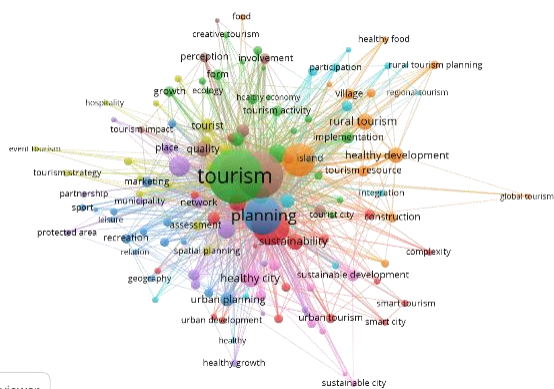 food
creative tourism
healthy food
perception
involvement
participation
rural tourism planning
form
growth
ecology
healthy economy
village
regional tourism
hospitality
tourism activity
tourism impact
tourist
rural tourism
implementation
event tourism
place
quality
island
healthy development
tourism strategy
tourism
tourism resource
marketing
partnership
municipality
network
integration
global tourism
sport
leisure
planning
tourist city
construction
protected area
assessment
recreation
sustainability
relation
spatial planning
complexity
geography
healthy city
sustainable development
urban planning
smart tourism
urban development
urban tourism
smart city
healthy
healthy growth
sustainable city